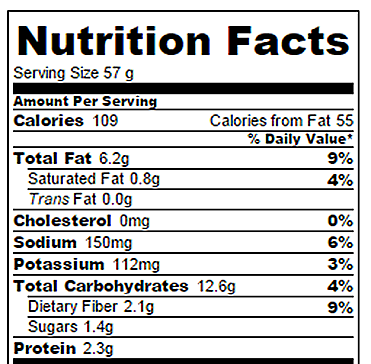 Nutrition Facts
Serving Size 57 g
Amount Per Serving
Calories 109 Calories from Fat 55
% Daily Value*
Total Fat 6.2g 9%
Saturated Fat 0.8g 4%
Trans Fat 0.0g
Cholesterol 0mg 0%
Sodium 150mg 6%
Potassium 112mg 3%
Total Carbohydrates 12.6g 4%
Dietary Fiber 2.1g 9%
Sugars 1.4g
Protein 2.3g